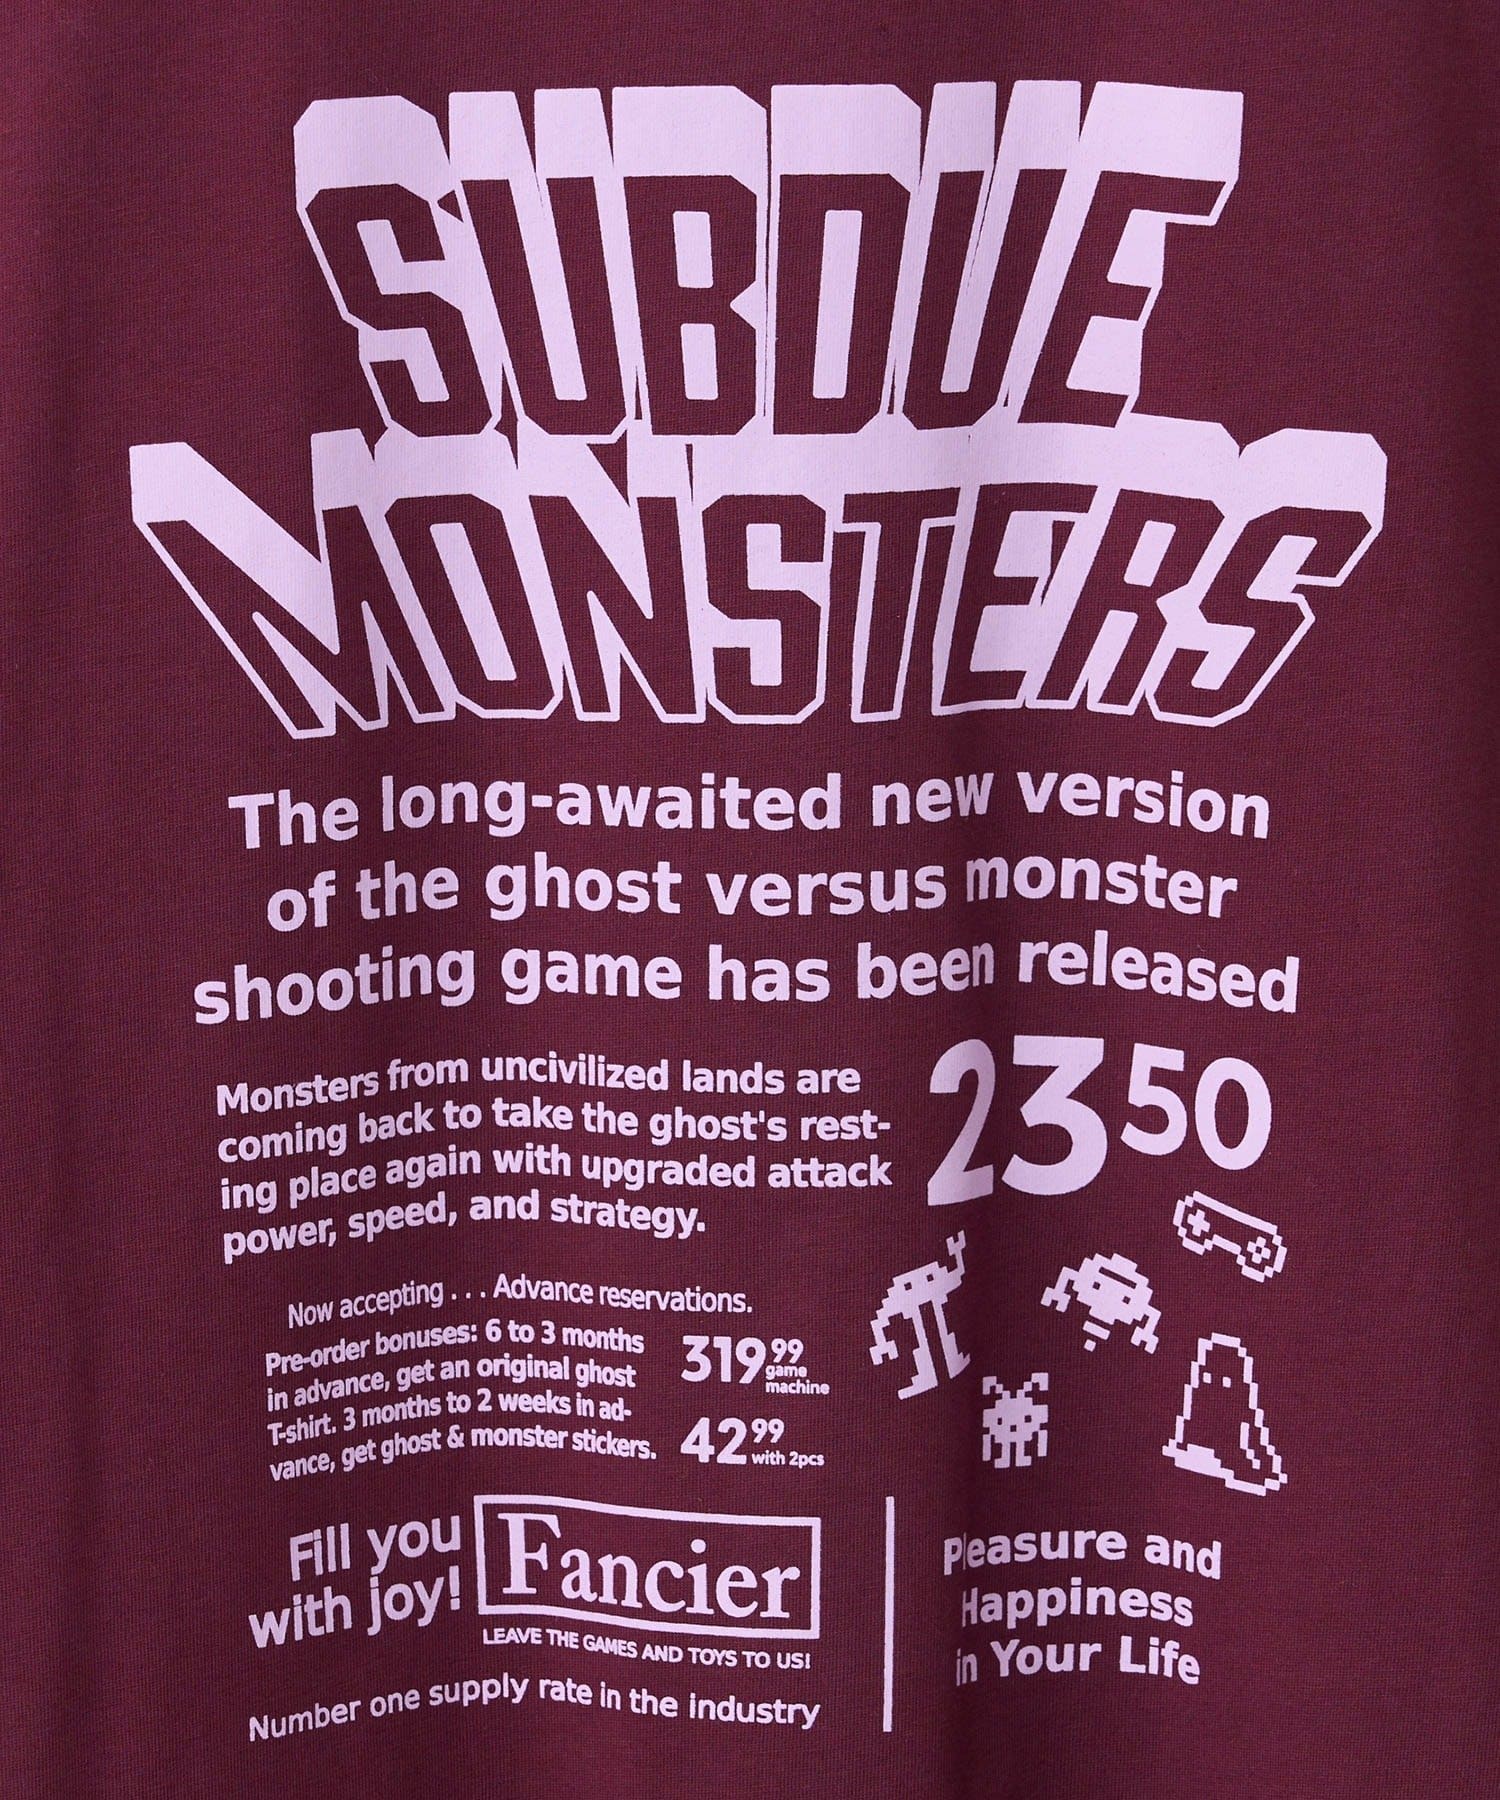 SUBDUE
MONSTERS
The long-awaited new version
of the ghost versus monster
shooting game has been released
Monsters from uncivilized lands are
coming back to take the ghost's rest-
ing place again with upgraded attack
power, speed, and strategy.
23 50
Now accepting . . . Advance reservations.
Pre-order bonuses: 6 to 3 months
in advance, get an original ghost
T-shirt. 3 months to 2 weeks in ad-
vance, get ghost & monster stickers.
319 99
game
machine
42 99
with 2pcs
Fill you
with joy!
Fancier
LEAVE THE GAMES AND TOYS TO US!
Number one supply rate in the industry
Pleasure and
Happiness
in Your Life